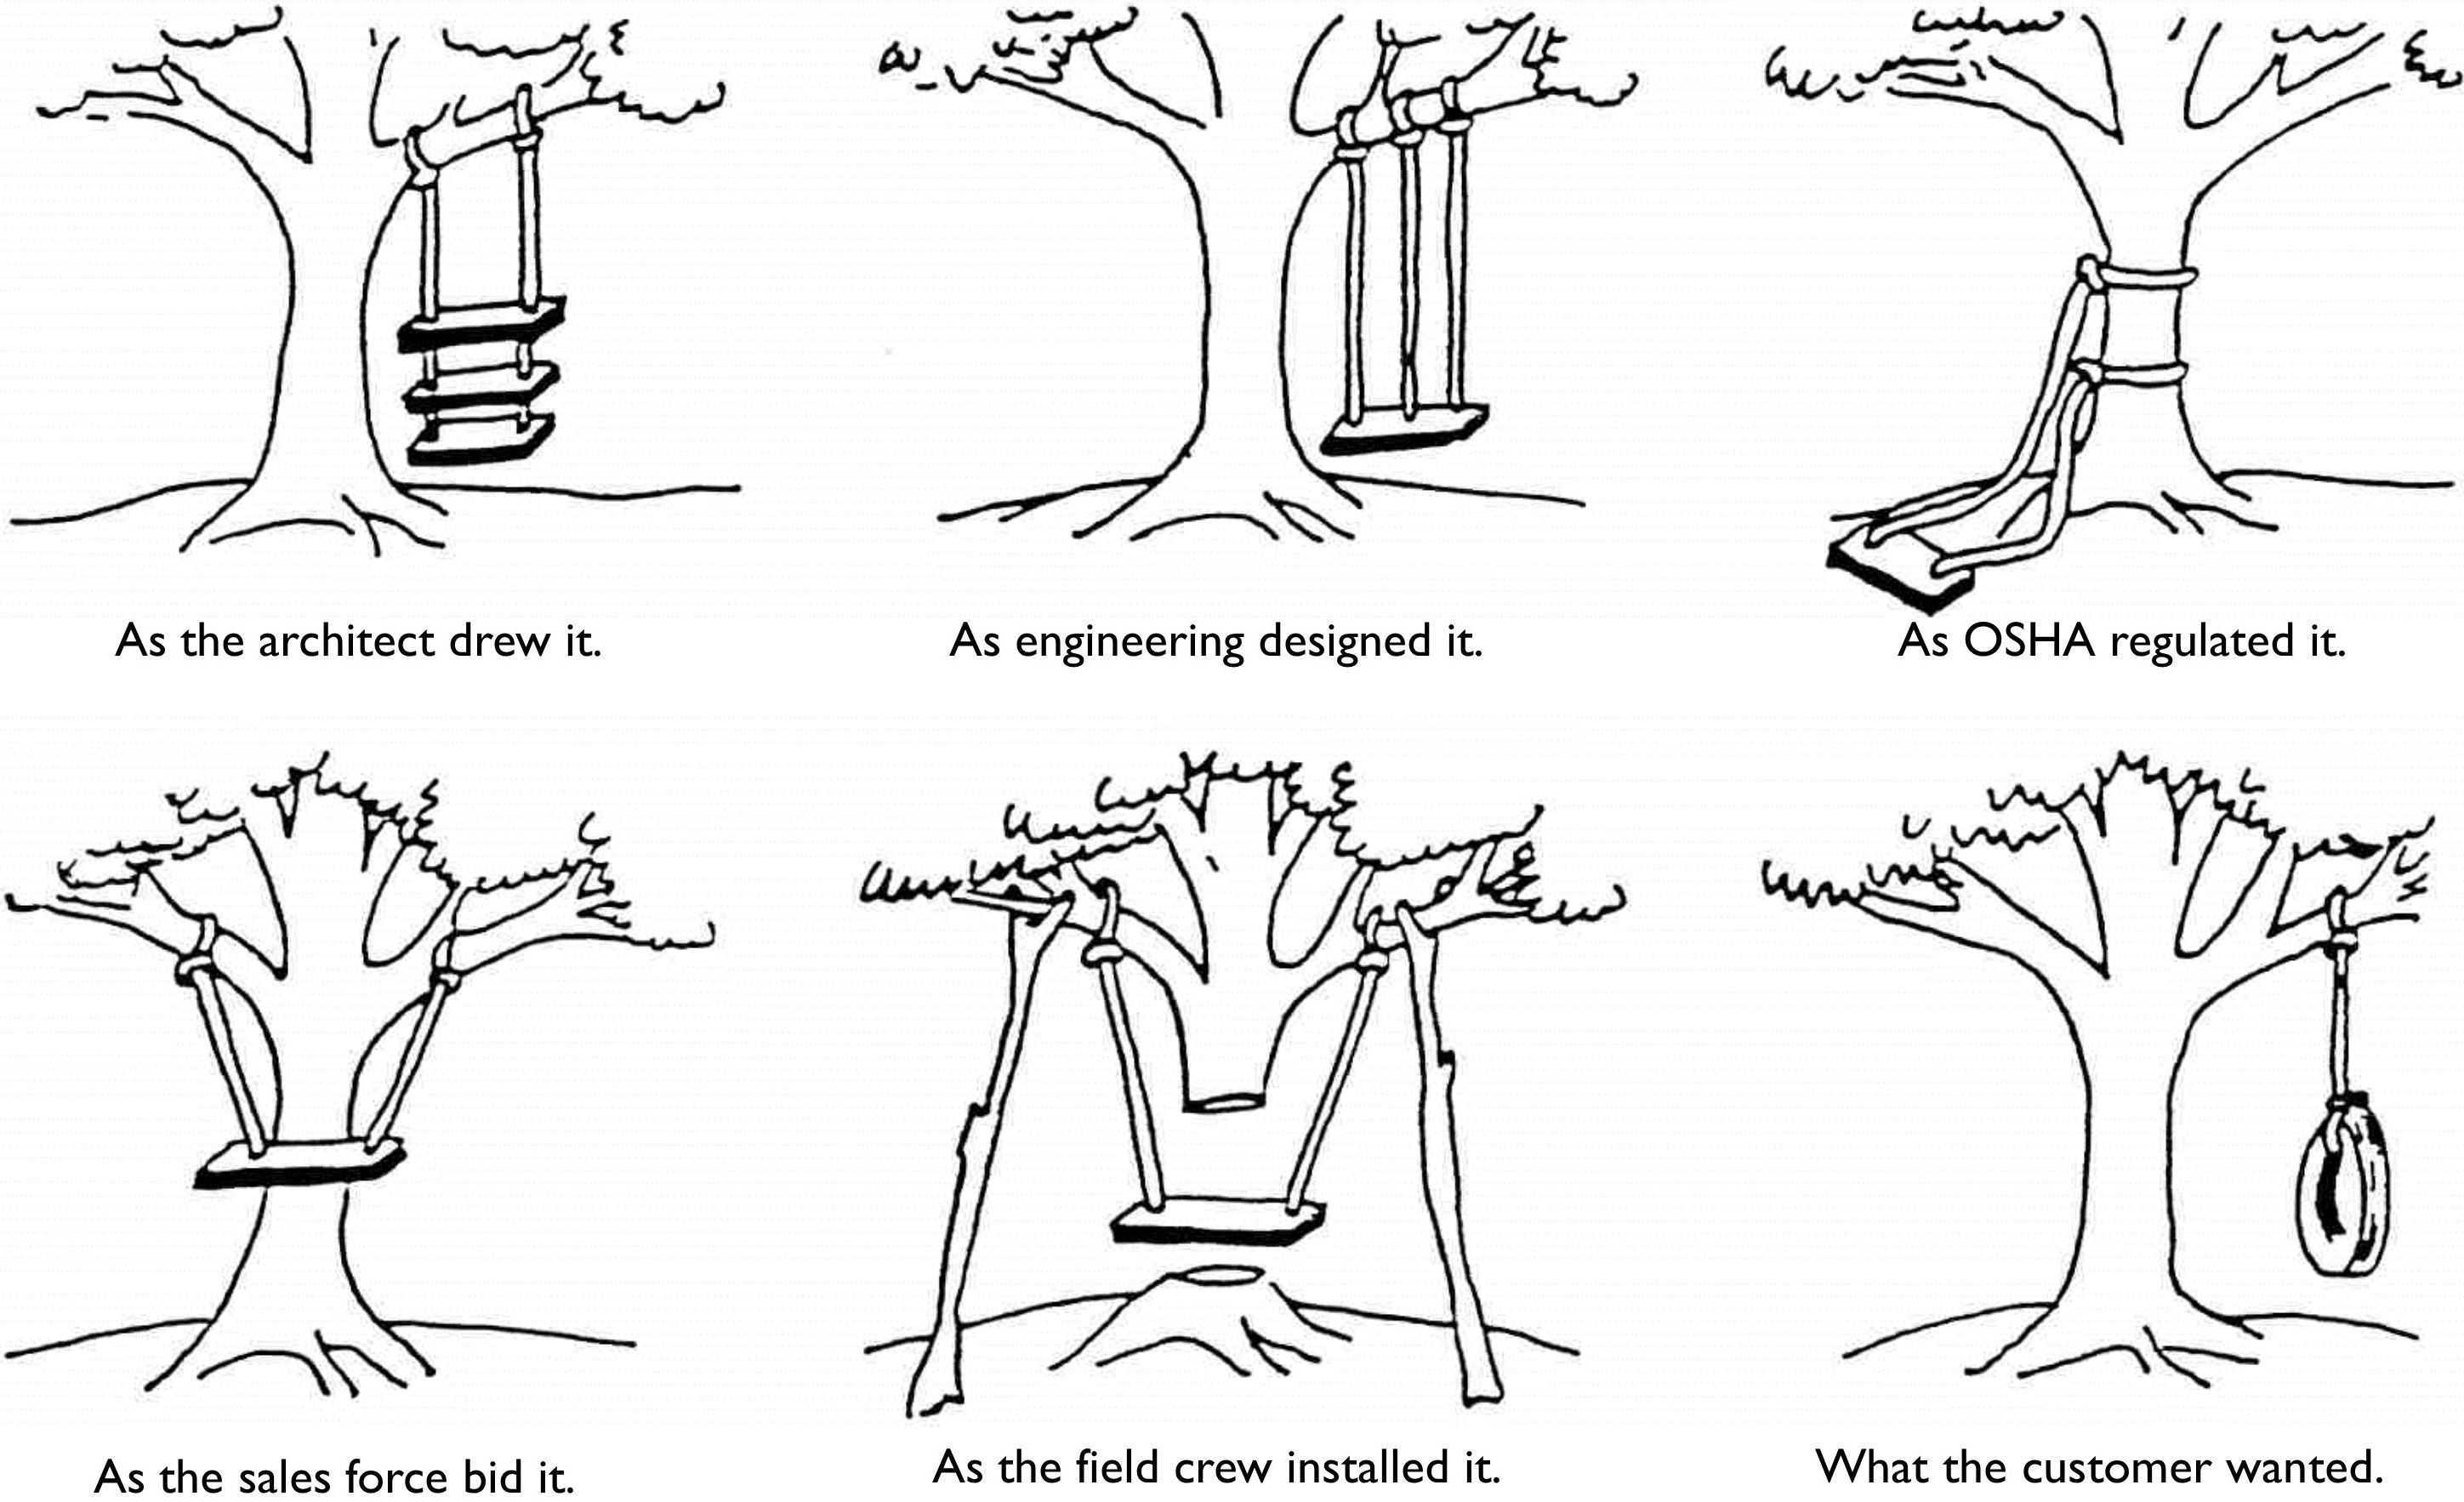 As the architect drew it.
As engineering designed it.
As OSHA regulated it.
As the sales force bid it.
As the field crew installed it.
What the customer wanted.